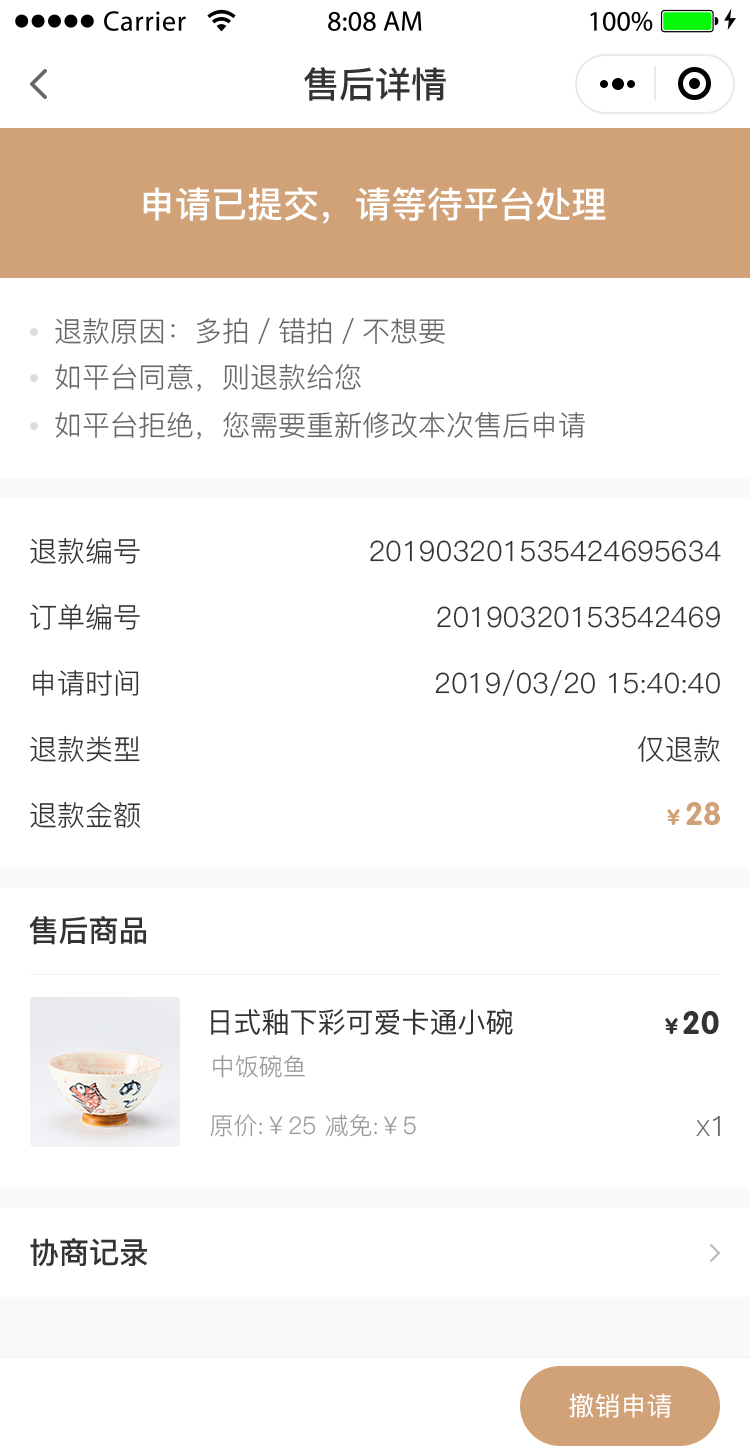 Carrier 8:08 AM 100%
售后详情
申请已提交，请等待平台处理
退款原因：多拍 / 错拍 / 不想要
如平台同意，则退款给您
如平台拒绝，您需要重新修改本次售后申请
退款编号 201903201535424695634
订单编号 20190320153542469
申请时间 2019/03/20 15:40:40
退款类型 仅退款
退款金额 ¥28
售后商品
日式釉下彩可爱卡通小碗 ¥20
中饭碗鱼
原价:¥25 减免:¥5 x1
めで
协商记录
撤销申请